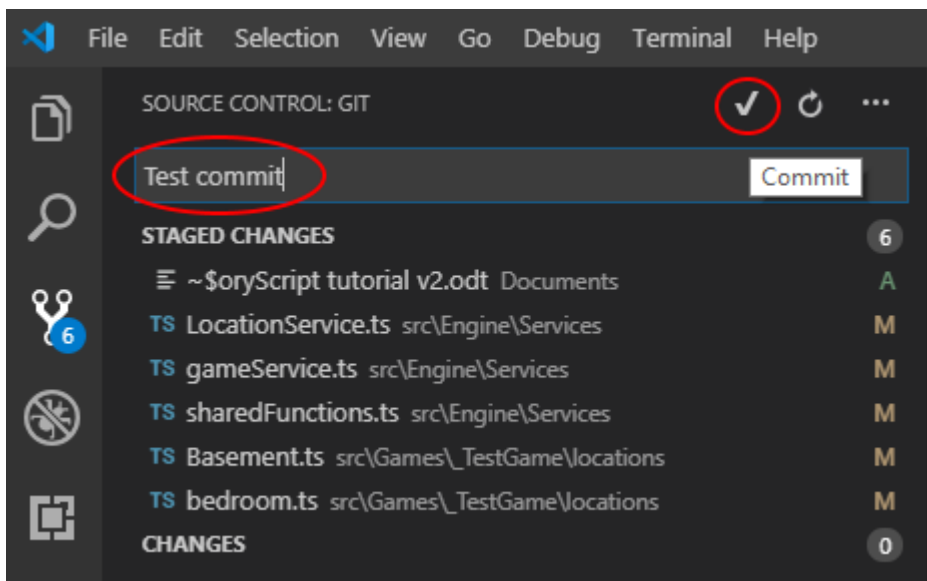 File Edit Selection View Go Debug Terminal Help
SOURCE CONTROL: GIT
Test commit
Commit
STAGED CHANGES 6
~$oryScript tutorial v2.odt Documents A
TS LocationService.ts src\Engine\Services M
6
TS gameService.ts src\Engine\Services M
TS sharedFunctions.ts src\Engine\Services M
TS Basement.ts src\Games\_TestGame\locations M
TS bedroom.ts src\Games\_TestGame\locations M
CHANGES 0